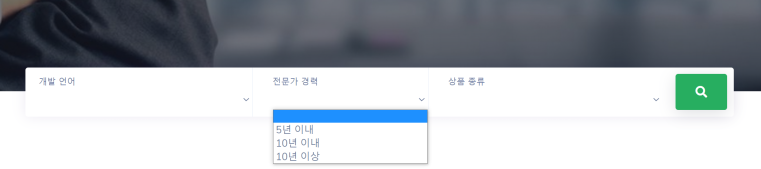 개발 언어
전문가 경력
상품 종류
5년 이내
10년 이내
10년 이상